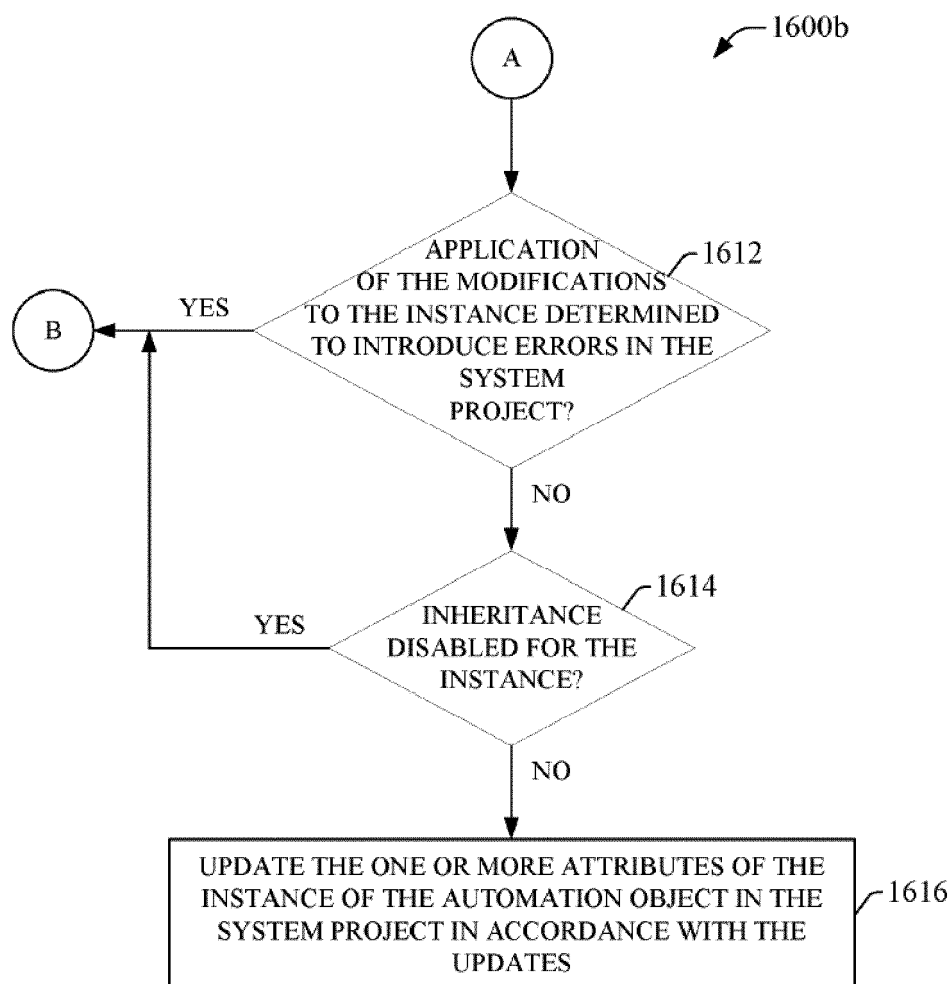 1600b
A
APPLICATION
OF THE MODIFICATIONS
TO THE INSTANCE DETERMINED
TO INTRODUCE ERRORS IN THE
SYSTEM
PROJECT?
1612
YES
B
NO
INHERITANCE
DISABLED FOR THE
INSTANCE?
1614
YES
NO
UPDATE THE ONE OR MORE ATTRIBUTES OF THE
INSTANCE OF THE AUTOMATION OBJECT IN THE
SYSTEM PROJECT IN ACCORDANCE WITH THE
UPDATES
1616